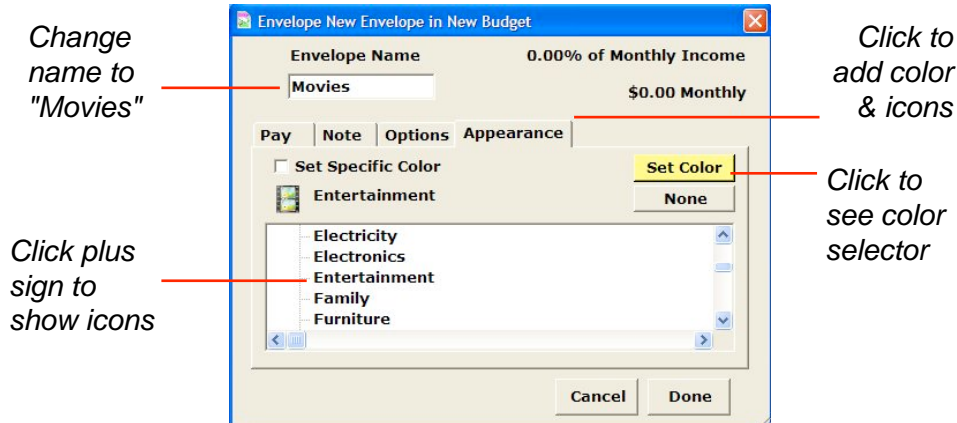 Change
name to
"Movies"
Click plus
sign to
show icons
Envelope New Envelope in New Budget
Envelope Name
0.00% of Monthly Income
Movies
$0.00 Monthly
Pay
Note
Options
Appearance
Set Specific Color
Set Color
Entertainment
None
Electricity
Electronics
Entertainment
Family
Furniture
Cancel
Done
Click to
add color
& icons
Click to
see color
selector